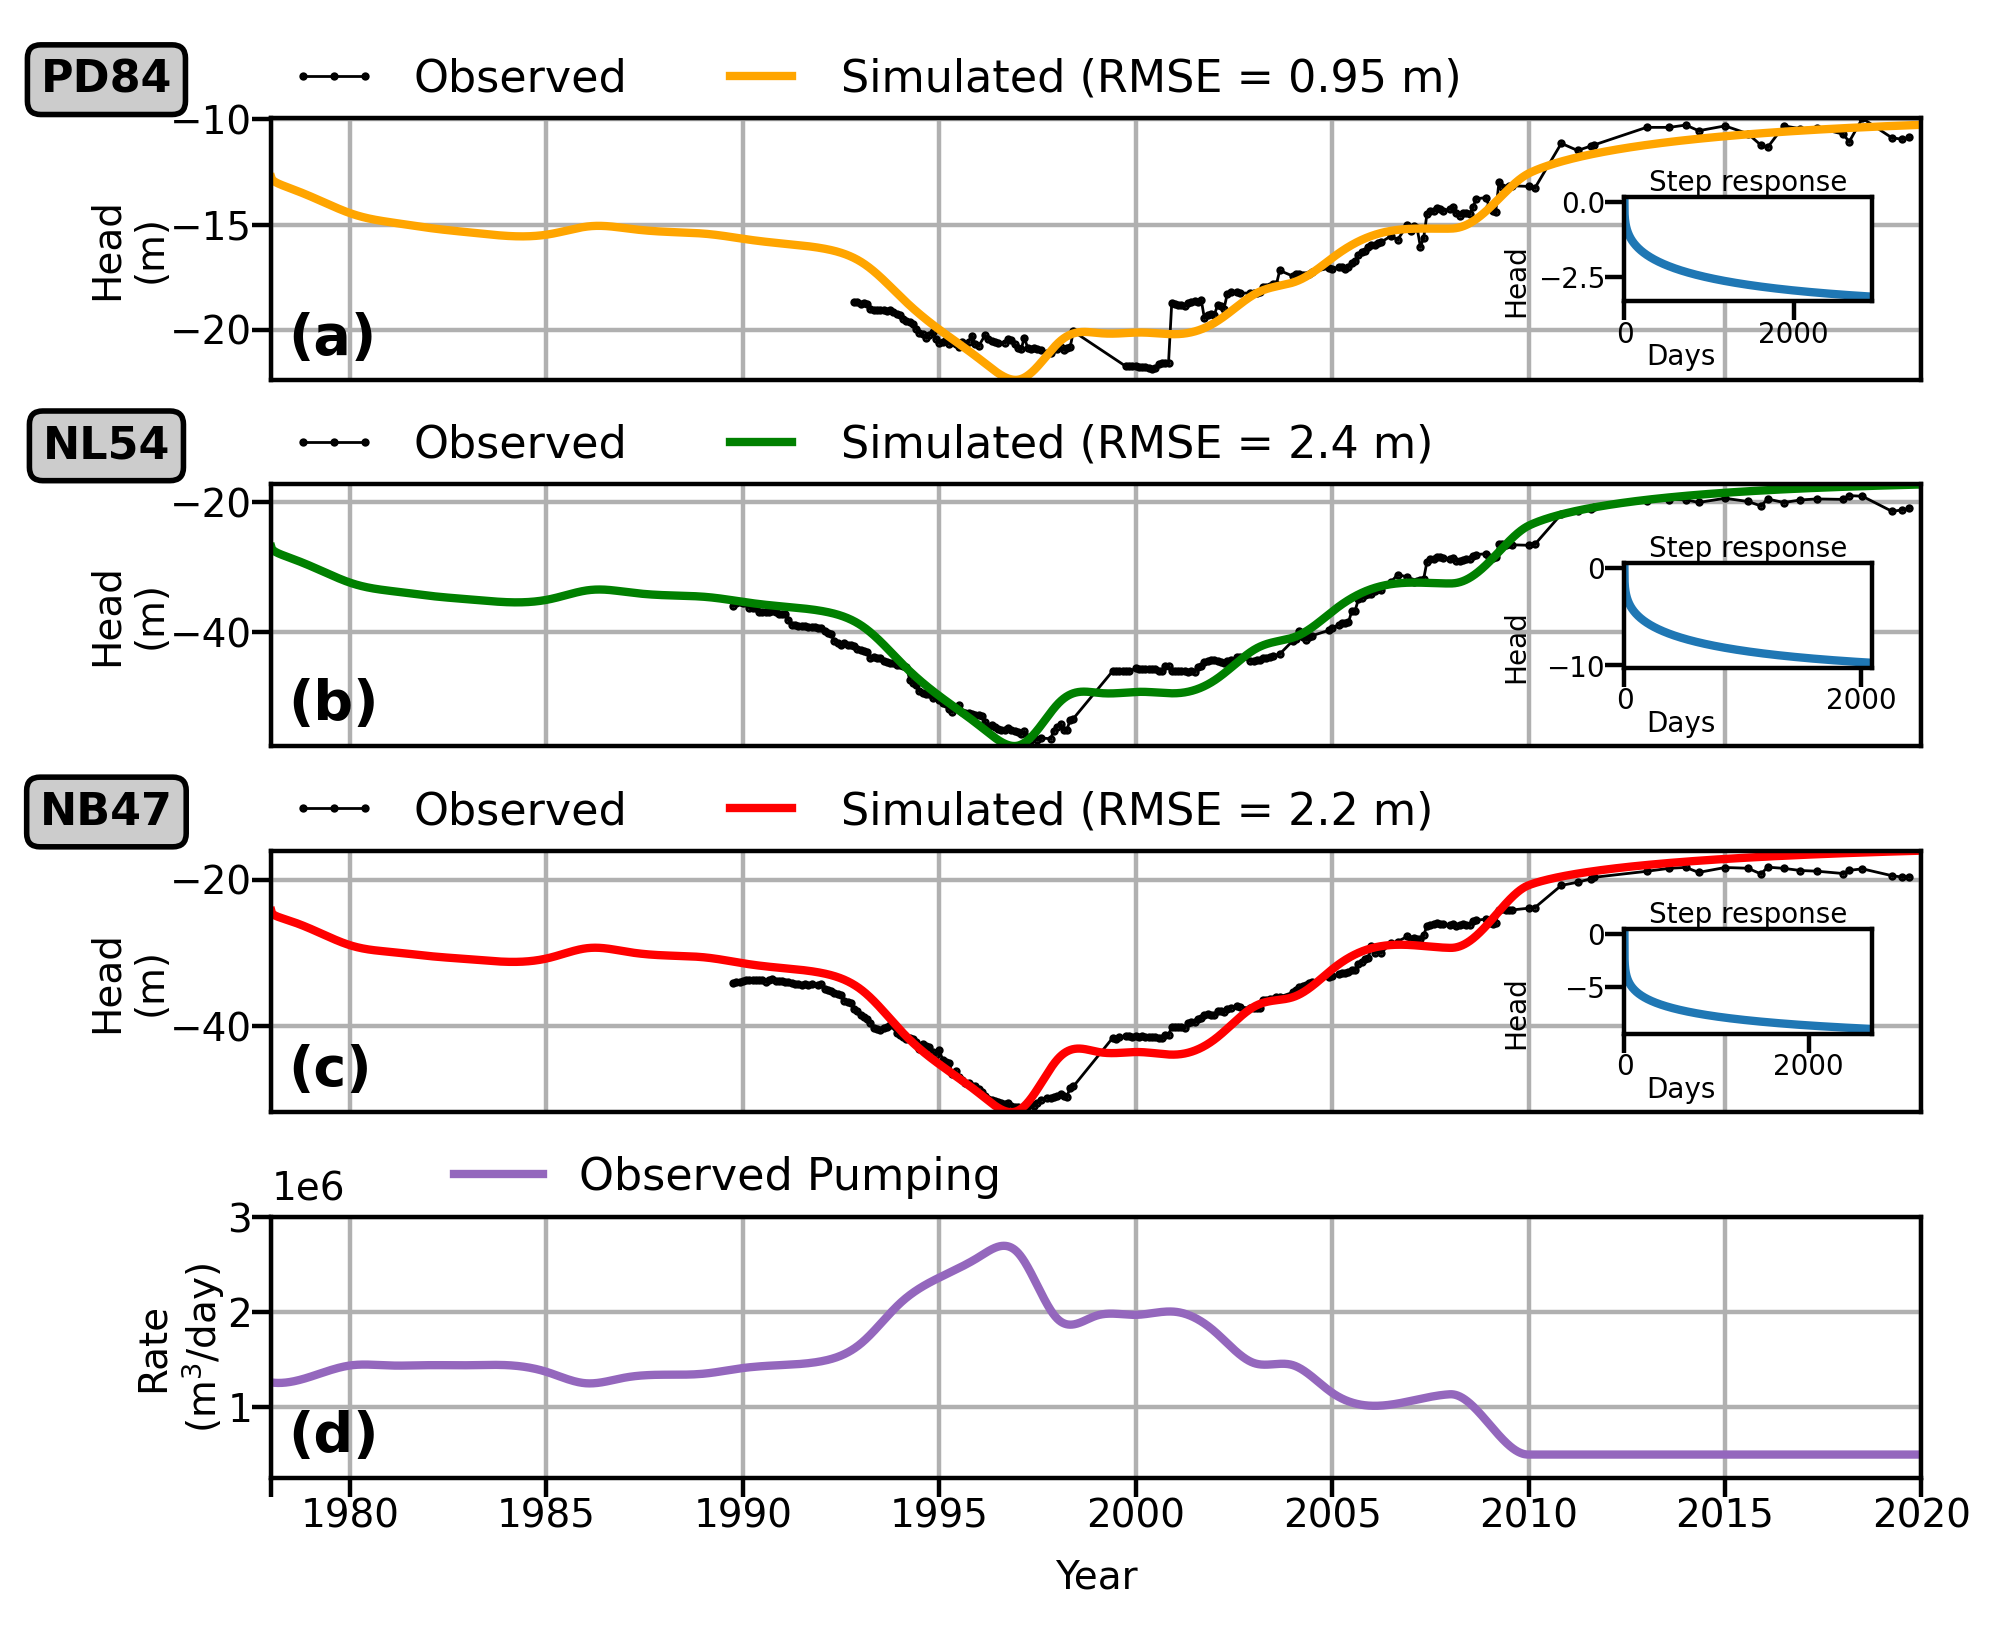 PD84
Observed
Simulated (RMSE = 0.95 m)
−10
−15
−20
Head
(m)
(a)
Step response
0.0
−2.5
Head
0
2000
Days
NL54
Observed
Simulated (RMSE = 2.4 m)
−20
−40
Head
(m)
(b)
Step response
0
−10
Head
0
2000
Days
NB47
Observed
Simulated (RMSE = 2.2 m)
−20
−40
Head
(m)
(c)
Step response
0
−5
Head
0
2000
Days
1e6
Observed Pumping
3
2
1
Rate
(m³/day)
(d)
1980
1985
1990
1995
2000
2005
2010
2015
2020
Year